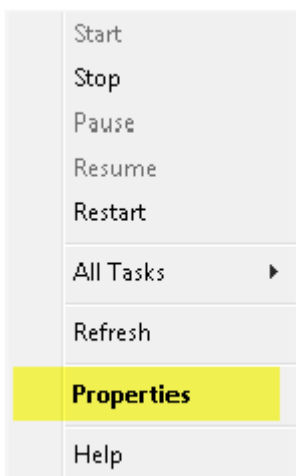 Start
Stop
Pause
Resume
Restart
All Tasks
Refresh
Properties
Help